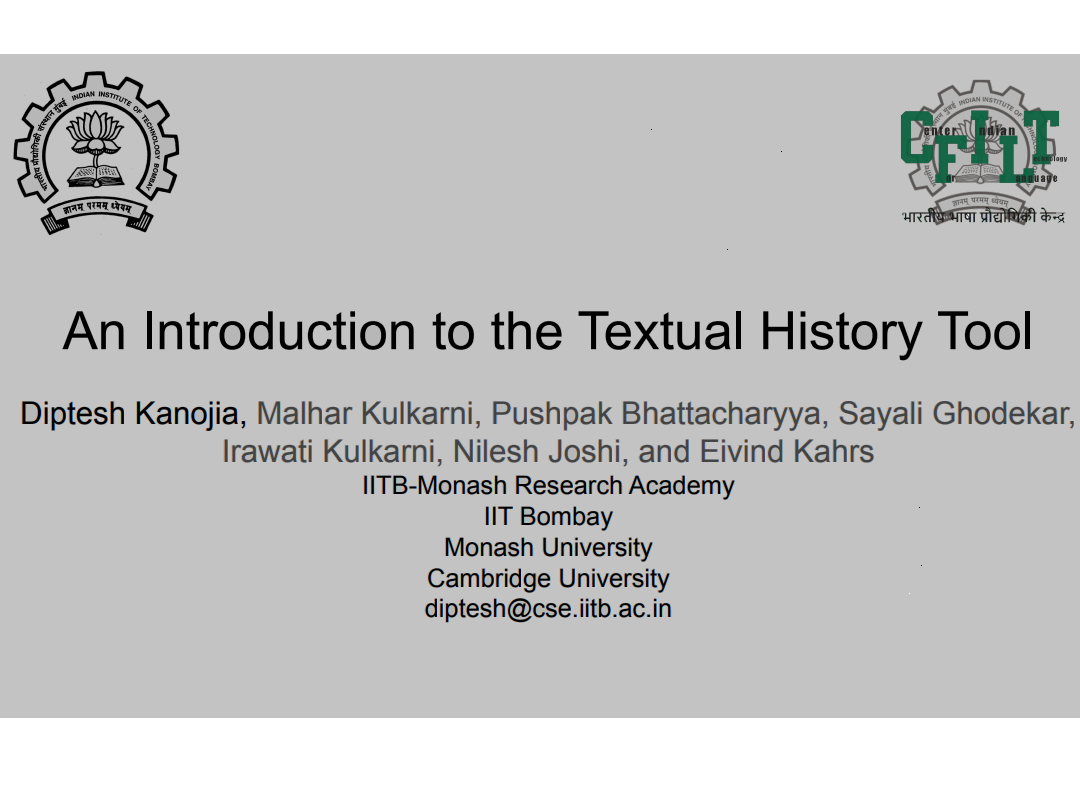 भारतीय प्रौद्योगिकी संस्थान मुंबई
INDIAN INSTITUTE OF TECHNOLOGY BOMBAY
ज्ञानम् परमम् ध्येयम्
INDIAN INSTITUTE OF
Center Indian
Technology
For Language
ज्ञानम् परमम् ध्येयम्
भारतीय भाषा प्रौद्योगिकी केन्द्र
An Introduction to the Textual History Tool
Diptesh Kanojia, Malhar Kulkarni, Pushpak Bhattacharyya, Sayali Ghodekar,
Irawati Kulkarni, Nilesh Joshi, and Eivind Kahrs
IITB-Monash Research Academy
IIT Bombay
Monash University
Cambridge University
diptesh@cse.iitb.ac.in